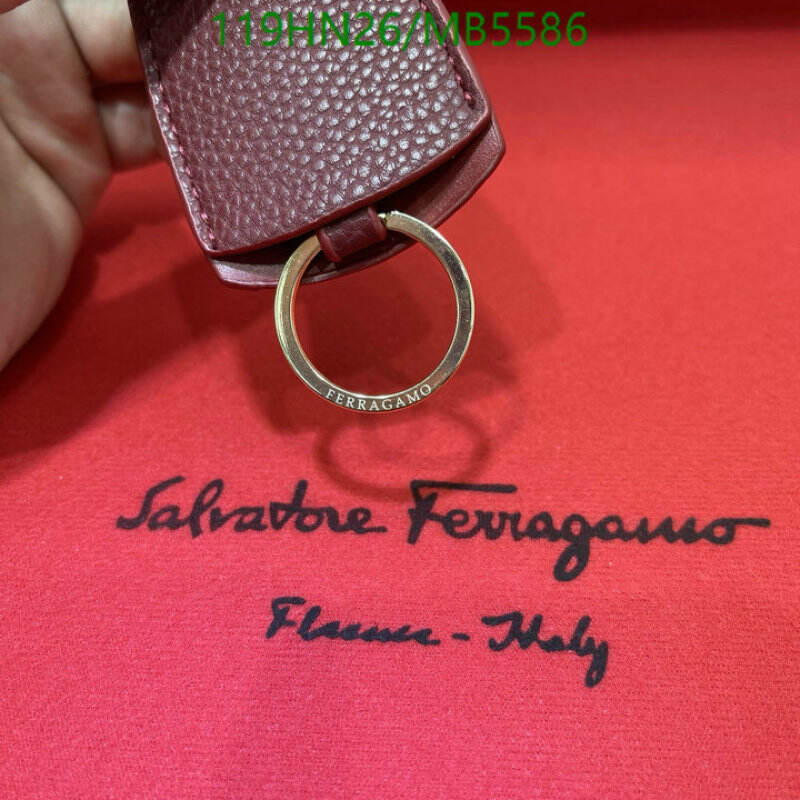 119HN26/MB5586
FERRAGAMO
Salvatore Ferragamo
Florence - Italy